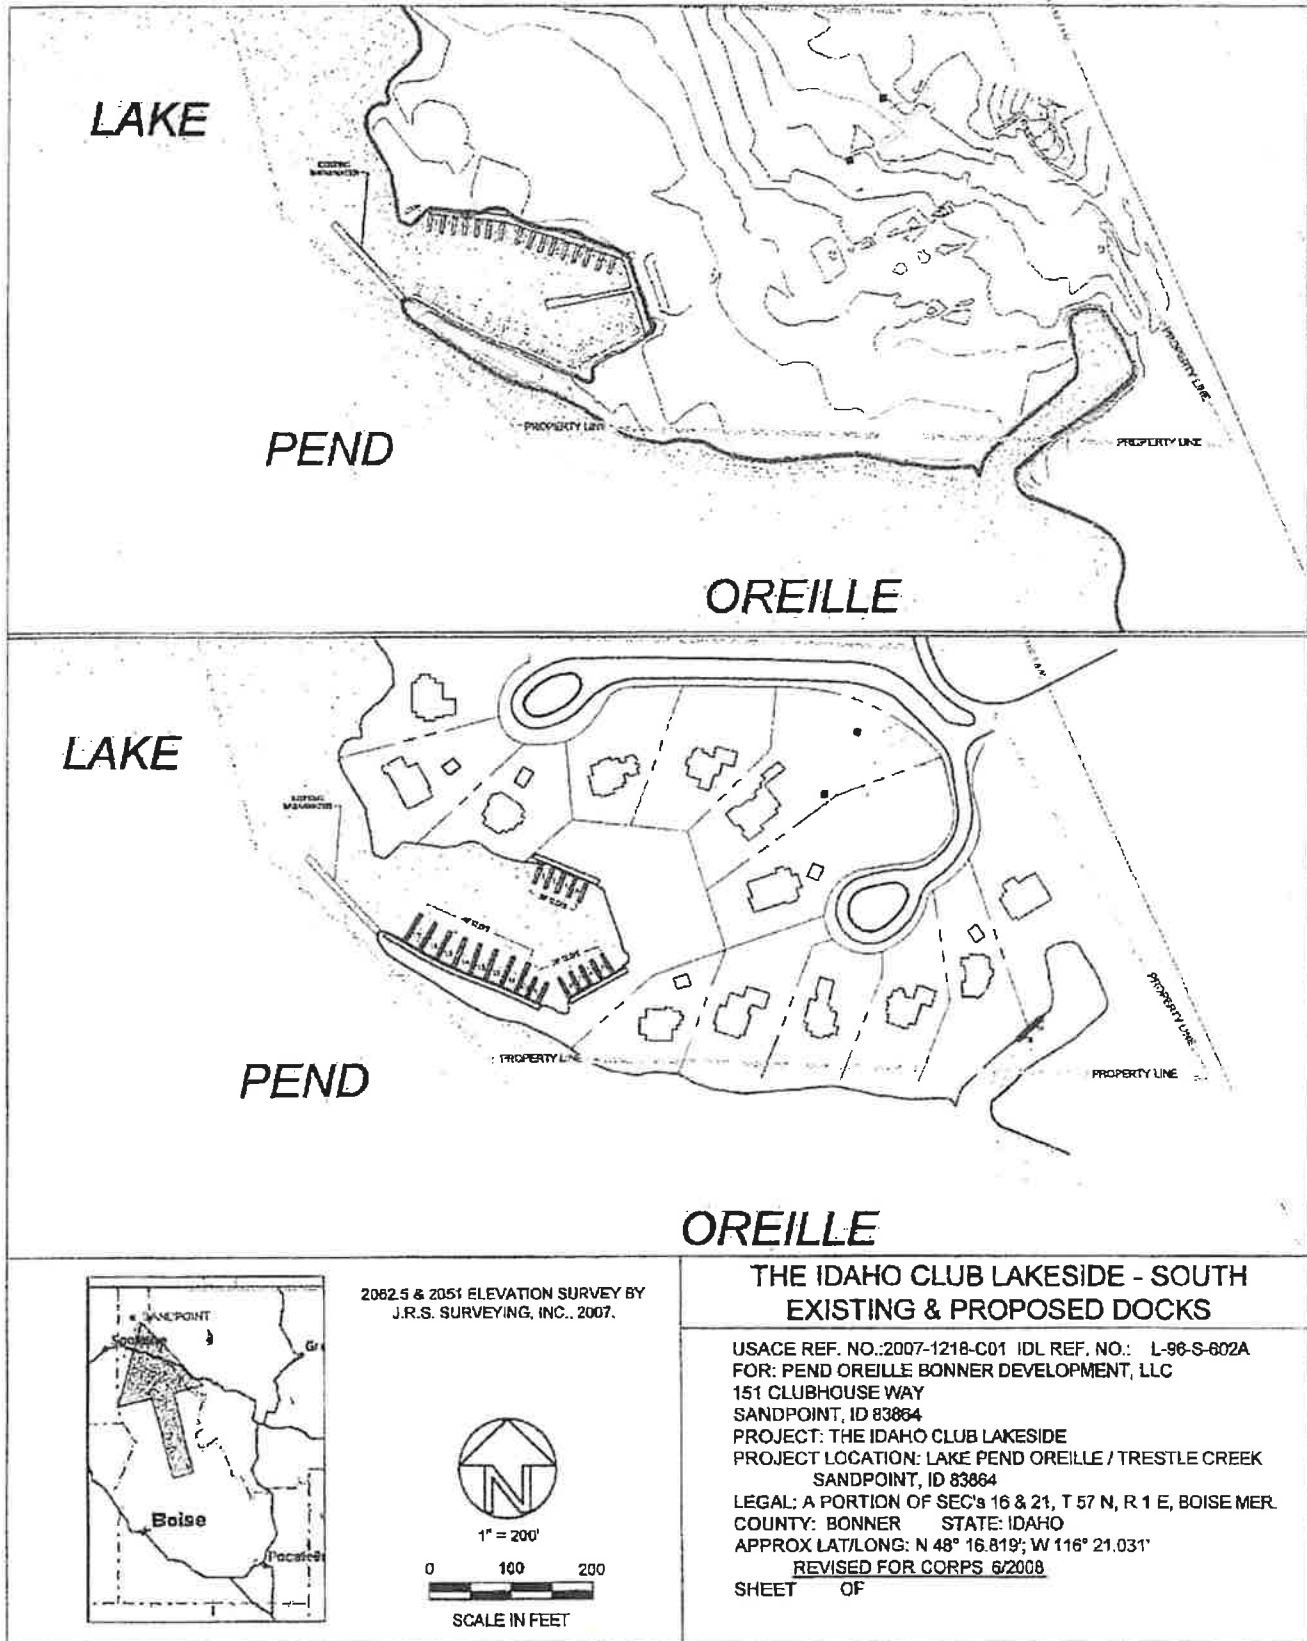 LAKE
EXISTING
BREAKWATER
PEND
PROPERTY LINE
PROPERTY LINE
PROPERTY LINE
OREILLE
LAKE
EXISTING
BREAKWATER
PEND
PROPERTY LINE
PROPERTY LINE
PROPERTY LINE
OREILLE
SANDPOINT
Spokane
Boise
2062.5 & 2051 ELEVATION SURVEY BY
J.R.S. SURVEYING, INC., 2007.
N
1" = 200'
0 100 200
SCALE IN FEET
THE IDAHO CLUB LAKESIDE - SOUTH
EXISTING & PROPOSED DOCKS
USACE REF. NO.:2007-1218-C01 IDL REF. NO.: L-96-S-602A
FOR: PEND OREILLE BONNER DEVELOPMENT, LLC
151 CLUBHOUSE WAY
SANDPOINT, ID 83864
PROJECT: THE IDAHO CLUB LAKESIDE
PROJECT LOCATION: LAKE PEND OREILLE / TRESTLE CREEK
SANDPOINT, ID 83864
LEGAL: A PORTION OF SEC's 16 & 21, T 57 N, R 1 E, BOISE MER.
COUNTY: BONNER STATE: IDAHO
APPROX LAT/LONG: N 48° 16.819'; W 116° 21.031'
REVISED FOR CORPS 6/2008
SHEET OF